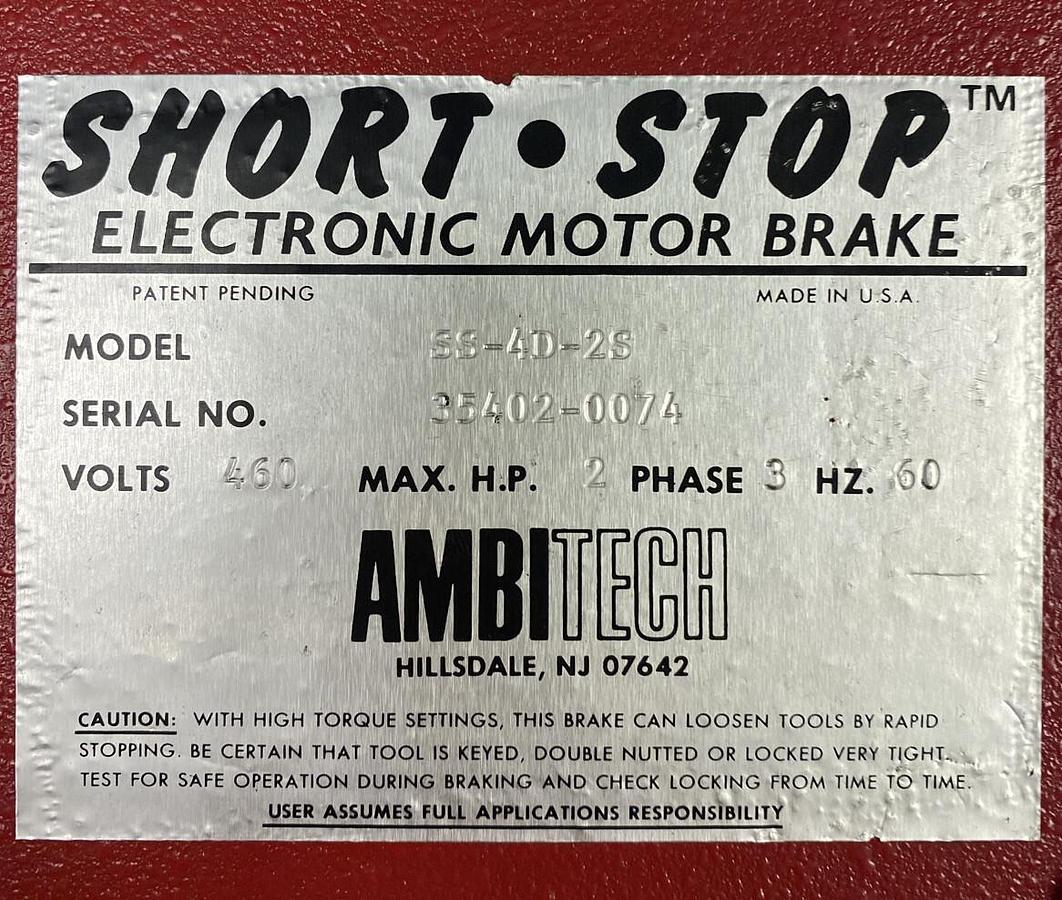 SHORT • STOP™
ELECTRONIC MOTOR BRAKE
PATENT PENDING MADE IN U.S.A.
MODEL SS-4D-2S
SERIAL NO. 35402-0074
VOLTS 460 MAX. H.P. 2 PHASE 3 HZ. 60
AMBITECH
HILLSDALE, NJ 07642
CAUTION: WITH HIGH TORQUE SETTINGS, THIS BRAKE CAN LOOSEN TOOLS BY RAPID
STOPPING. BE CERTAIN THAT TOOL IS KEYED, DOUBLE NUTTED OR LOCKED VERY TIGHT.
TEST FOR SAFE OPERATION DURING BRAKING AND CHECK LOCKING FROM TIME TO TIME.
USER ASSUMES FULL APPLICATIONS RESPONSIBILITY